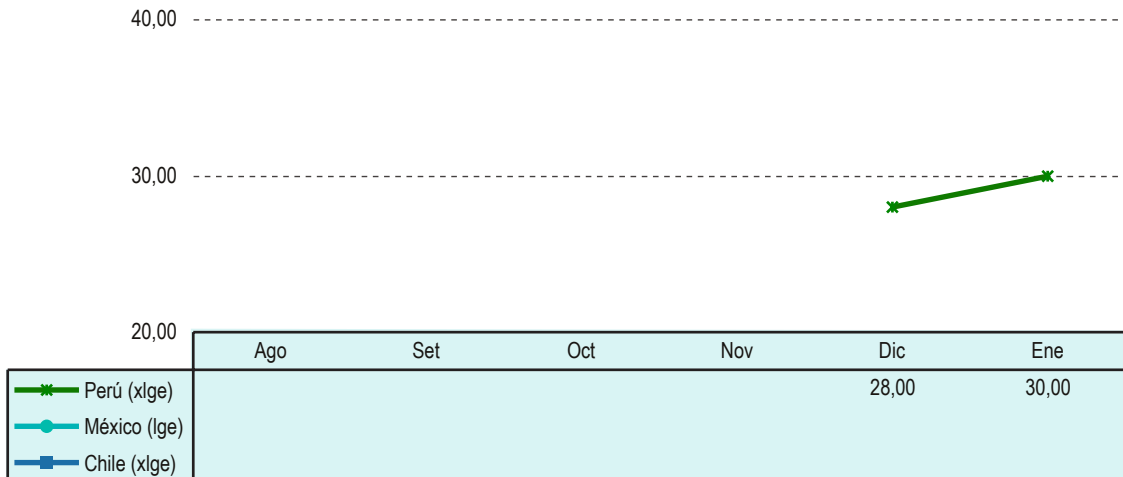 40,00
30,00
20,00
Ago Set Oct Nov Dic Ene
Perú (xlge) 28,00 30,00
México (lge)
Chile (xlge)